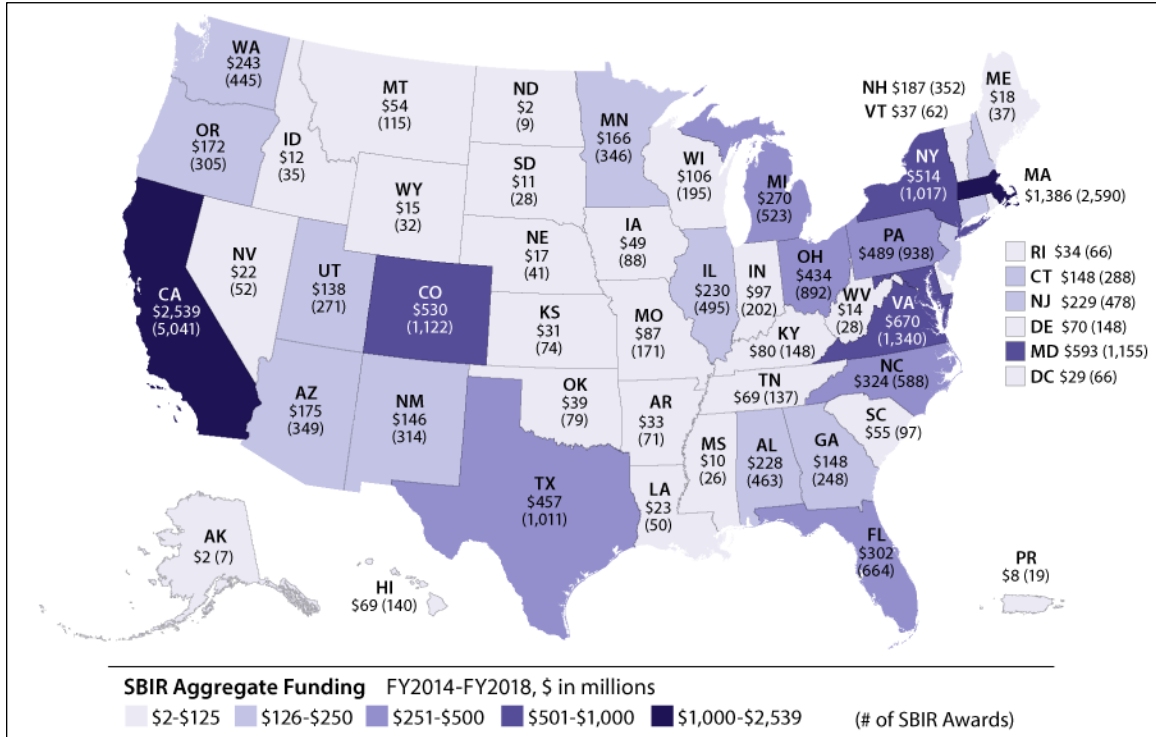 WA
$243
(445)
MT
$54
(115)
ND
$2
(9)
MN
$166
(346)
NH $187 (352)
VT $37 (62)
ME
$18
(37)
OR
$172
(305)
ID
$12
(35)
SD
$11
(28)
WI
$106
(195)
MI
$270
(523)
NY
$514
(1,017)
MA
$1,386 (2,590)
WY
$15
(32)
NE
$17
(41)
IA
$49
(88)
PA
$489 (938)
NV
$22
(52)
UT
$138
(271)
CO
$530
(1,122)
IL
$230
(495)
IN
$97
(202)
OH
$434
(892)
WV
$14
(28)
VA
$670
(1,340)
RI $34 (66)
CT $148 (288)
NJ $229 (478)
DE $70 (148)
MD $593 (1,155)
DC $29 (66)
CA
$2,539
(5,041)
KS
$31
(74)
MO
$87
(171)
KY
$80 (148)
NC
$324 (588)
AZ
$175
(349)
NM
$146
(314)
OK
$39
(79)
AR
$33
(71)
TN
$69 (137)
SC
$55 (97)
MS
$10
(26)
AL
$228
(463)
GA
$148
(248)
TX
$457
(1,011)
LA
$23
(50)
FL
$302
(664)
AK
$2 (7)
HI
$69 (140)
PR
$8 (19)
SBIR Aggregate Funding FY2014-FY2018, $ in millions
$2-$125 $126-$250 $251-$500 $501-$1,000 $1,000-$2,539 (# of SBIR Awards)